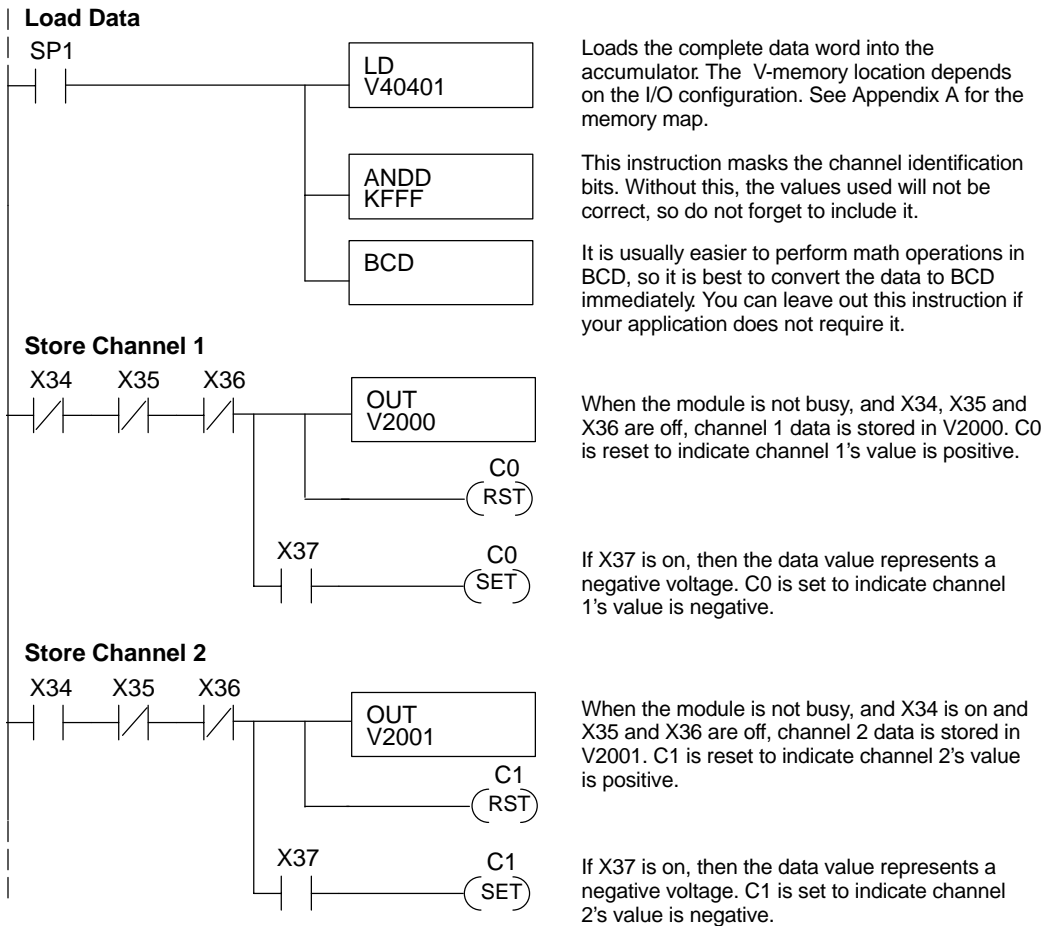 Load Data
SP1
LD
V40401
Loads the complete data word into the
accumulator. The V-memory location depends
on the I/O configuration. See Appendix A for the
memory map.
ANDD
KFFF
This instruction masks the channel identification
bits. Without this, the values used will not be
correct, so do not forget to include it.
BCD
It is usually easier to perform math operations in
BCD, so it is best to convert the data to BCD
immediately. You can leave out this instruction if
your application does not require it.
Store Channel 1
X34 X35 X36
OUT
V2000
When the module is not busy, and X34, X35 and
X36 are off, channel 1 data is stored in V2000. C0
is reset to indicate channel 1's value is positive.
C0
RST
X37
C0
SET
If X37 is on, then the data value represents a
negative voltage. C0 is set to indicate channel
1's value is negative.
Store Channel 2
X34 X35 X36
OUT
V2001
When the module is not busy, and X34 is on and
X35 and X36 are off, channel 2 data is stored in
V2001. C1 is reset to indicate channel 2's value
is positive.
C1
RST
X37
C1
SET
If X37 is on, then the data value represents a
negative voltage. C1 is set to indicate channel
2's value is negative.